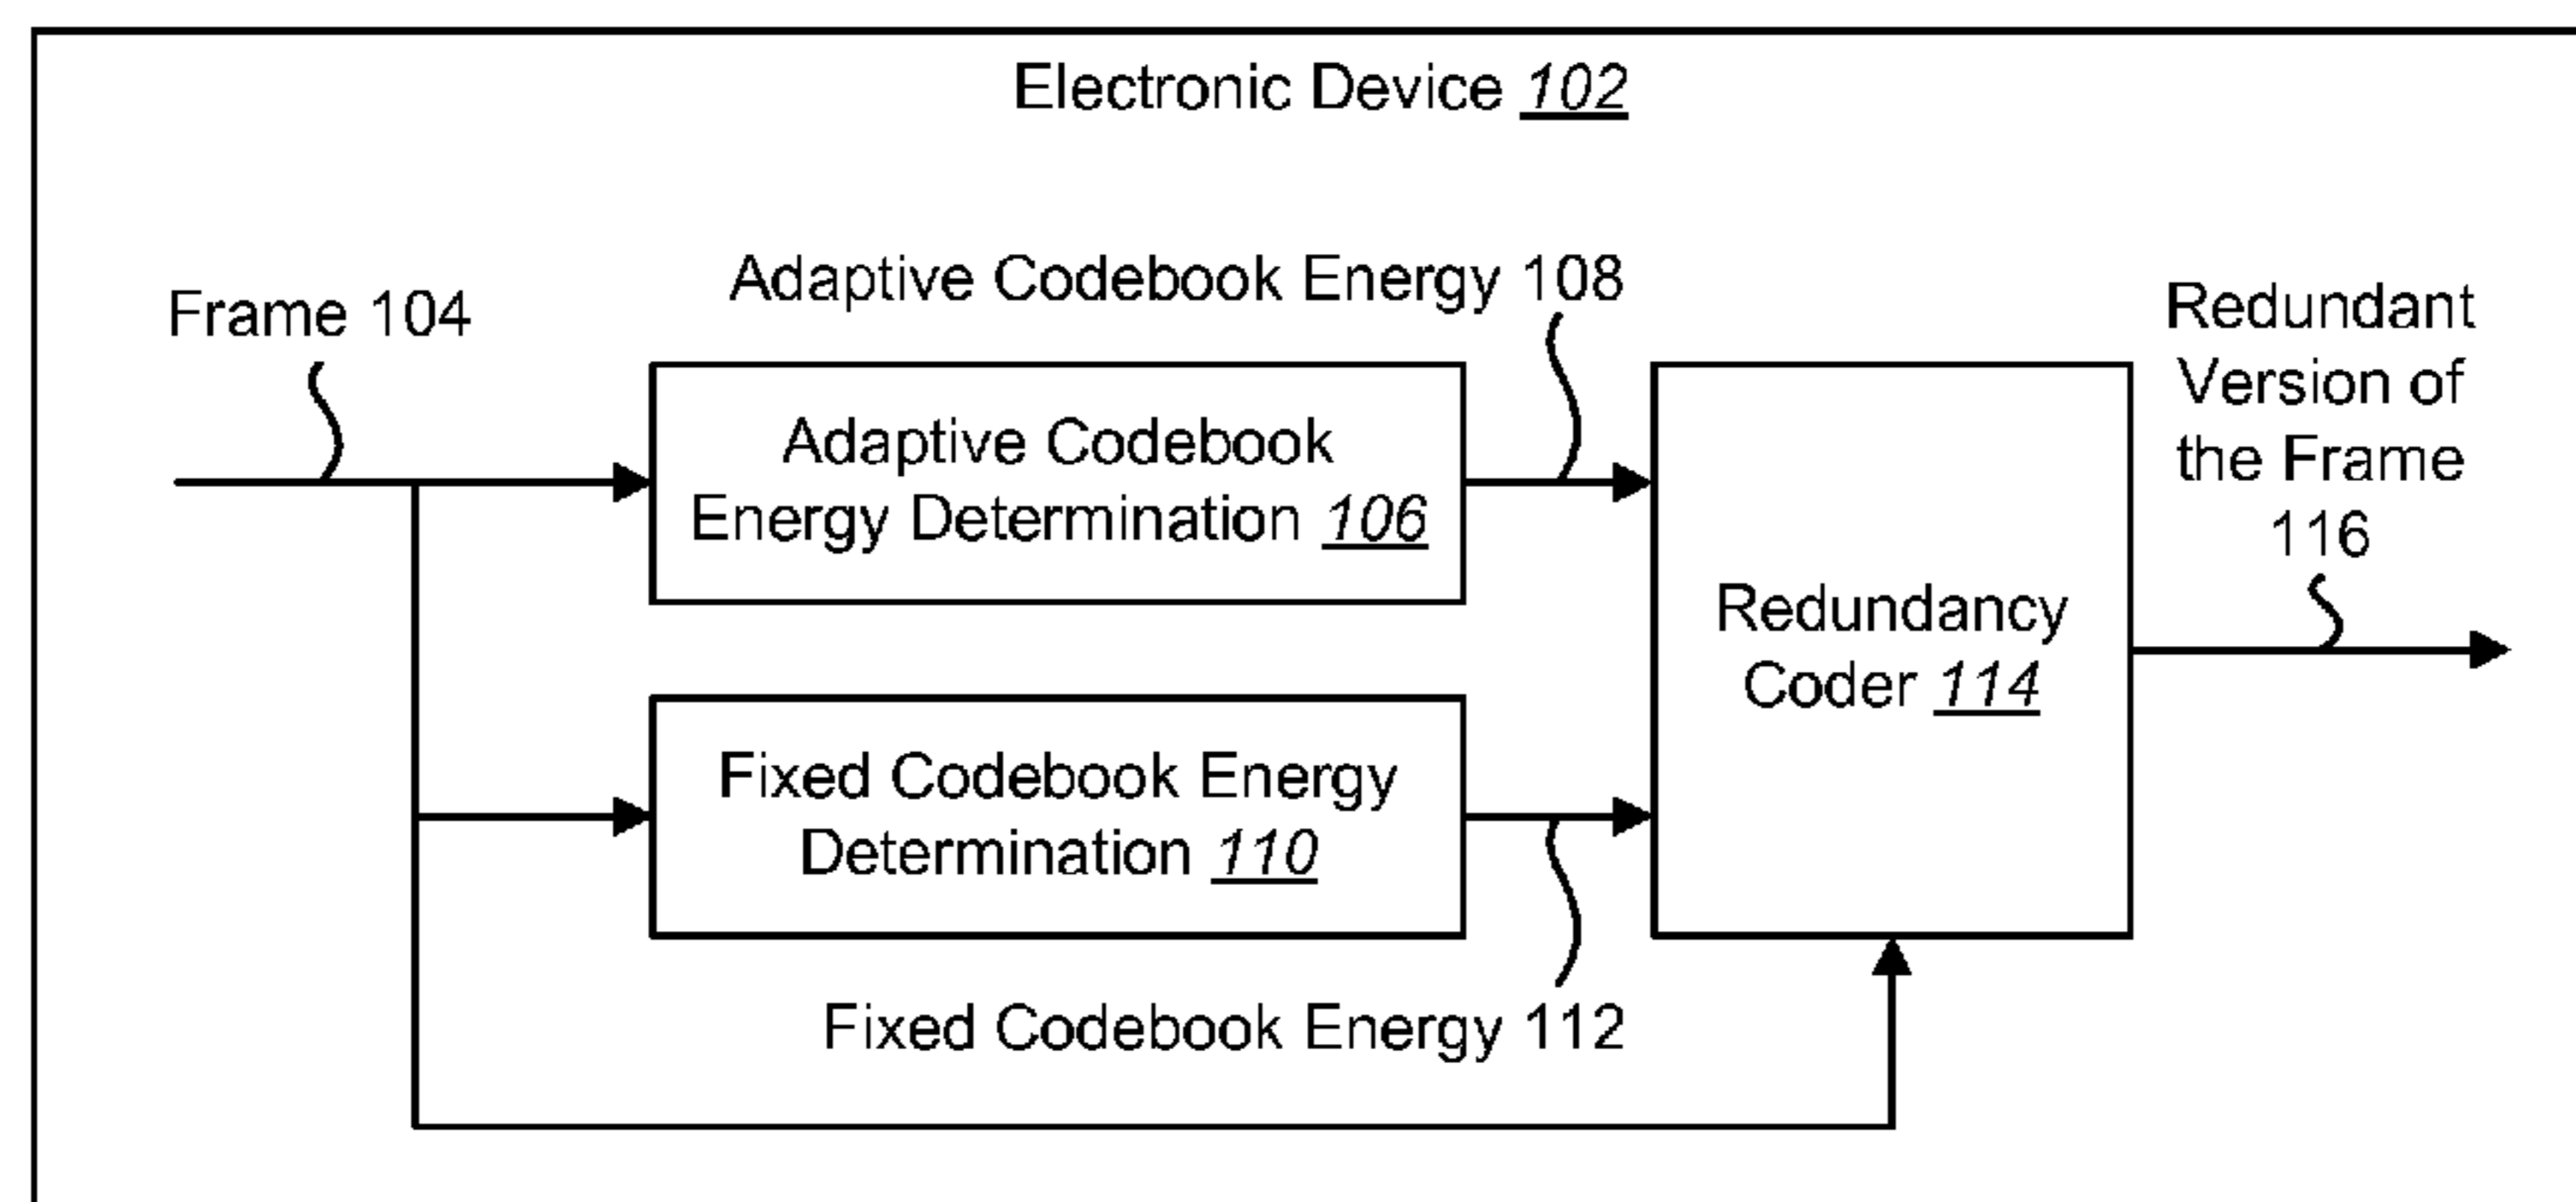 Electronic Device 102
Frame 104
Adaptive Codebook Energy 108
Redundant
Version of
the Frame
116
Adaptive Codebook
Energy Determination 106
Redundancy
Coder 114
Fixed Codebook Energy
Determination 110
Fixed Codebook Energy 112